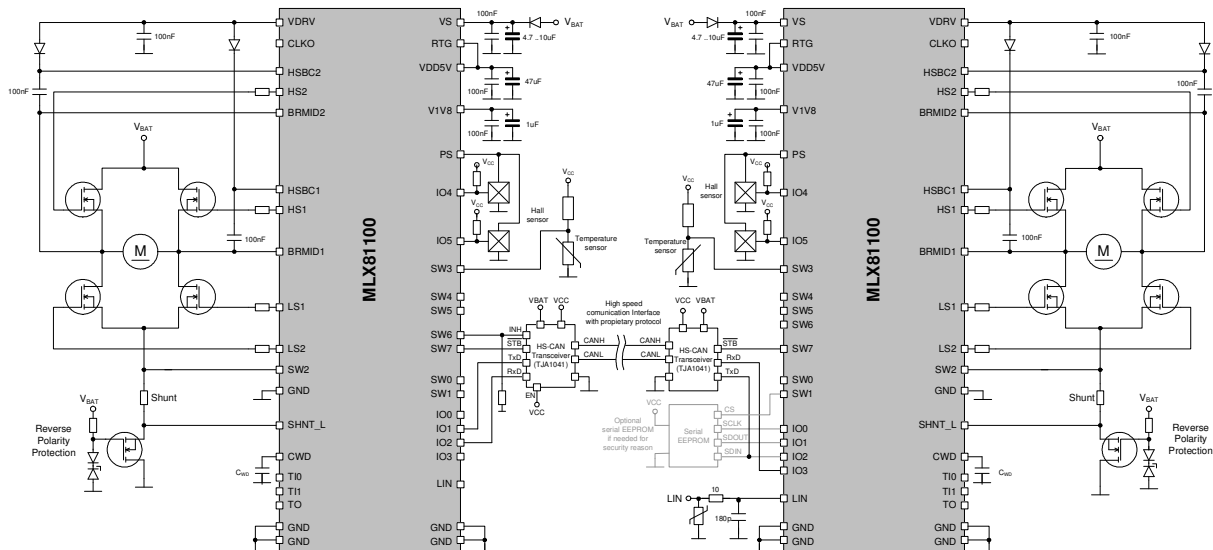 VDRV
CLKO
HSBC2
HS2
BRMID2
HSBC1
HS1
BRMID1
LS1
LS2
SW2
GND
SHNT_L
CWD
TI0
TI1
TO
GND
GND
100nF
100nF
100nF
VBAT
M
Shunt
VBAT
Reverse
Polarity
Protection
CWD
MLX81100
VS
RTG
VDD5V
V1V8
PS
IO4
IO5
SW3
SW4
SW5
SW6
SW7
SW0
SW1
IO0
IO1
IO2
IO3
LIN
GND
GND
100nF
4.7 ..10uF
VBAT
47uF
100nF
100nF
1uF
VCC
VCC
Hall
sensor
VCC
Temperature
sensor
VBAT VCC
INH
STB
TxD
RxD
EN
VCC
HS-CAN
Transceiver
(TJA1041)
CANH
CANL
High speed
comunication Interface
with propietary protocol
CANH
CANL
VCC VBAT
HS-CAN
Transceiver
(TJA1041)
STB
RxD
TxD
VCC
Optional
serial EEPROM
if needed for
security reason
Serial
EEPROM
CS
SCLK
SDOUT
SDIN
LIN
10
180p
VBAT
100nF
4.7 ..10uF
47uF
100nF
1uF
100nF
VCC
VCC
Hall
sensor
VCC
Temperature
sensor
VS
RTG
VDD5V
V1V8
PS
IO4
IO5
SW3
SW4
SW5
SW6
SW7
SW0
SW1
IO0
IO1
IO2
IO3
LIN
GND
GND
MLX81100
VDRV
CLKO
HSBC2
HS2
BRMID2
HSBC1
HS1
BRMID1
LS1
LS2
SW2
GND
SHNT_L
CWD
TI0
TI1
TO
GND
GND
100nF
100nF
100nF
VBAT
M
Shunt
VBAT
Reverse
Polarity
Protection
CWD